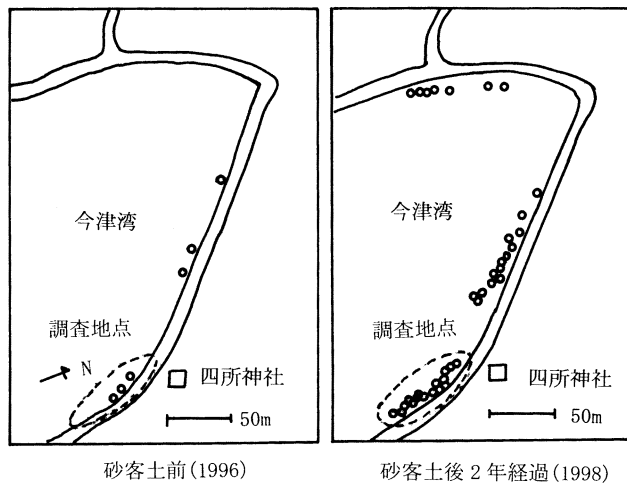 今津湾
調査地点
N
四所神社
50m
砂客土前(1996)
今津湾
調査地点
四所神社
50m
砂客土後2年経過(1998)